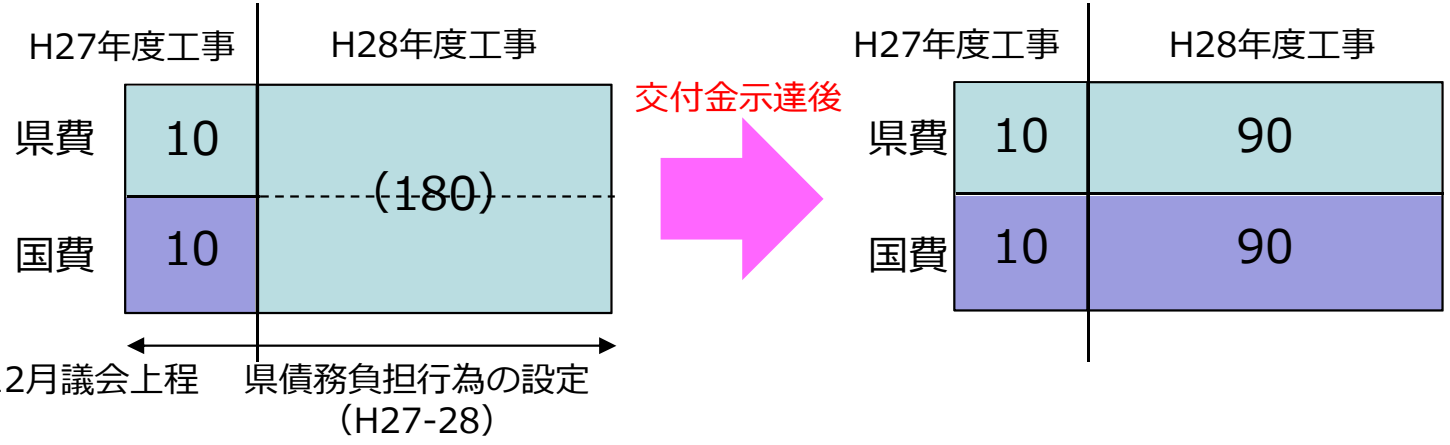 H27年度工事
H28年度工事
県費
10
(180)
国費
10
2月議会上程
県債務負担行為の設定
(H27-28)
交付金示達後
H27年度工事
H28年度工事
県費
10
90
国費
10
90